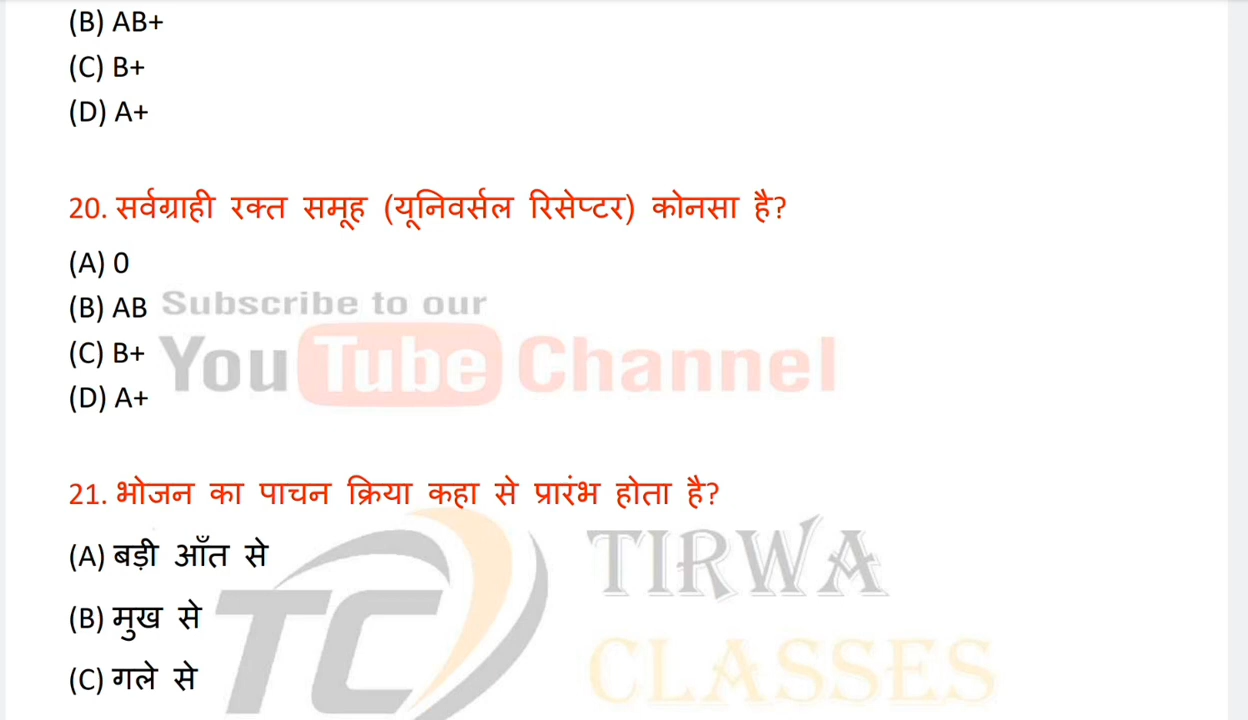 (B) AB+
(C) B+
(D) A+
20. सर्वग्राही रक्त समूह (यूनिवर्सल रिसेप्टर) कोनसा है?
(A) 0
(B) AB
(C) B+
(D) A+
Subscribe to our
YouTube Channel
21. भोजन का पाचन क्रिया कहा से प्रारंभ होता है?
(A) बड़ी आँत से
(B) मुख से
(C) गले से
TC
TIRWA
CLASSES